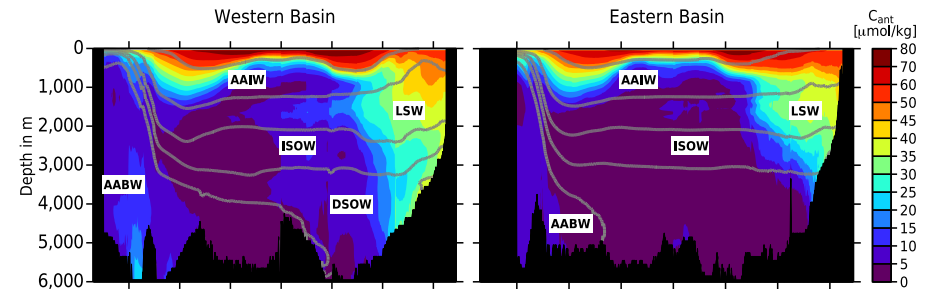 Western Basin
Eastern Basin
C_ant
[µmol/kg]
Depth in m
0
1,000
2,000
3,000
4,000
5,000
6,000
AAIW
LSW
ISOW
AABW
DSOW
AAIW
LSW
ISOW
AABW
80
70
60
50
45
40
35
30
25
20
15
10
5
0